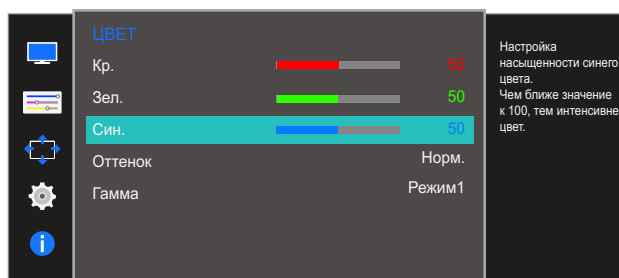 ЦВЕТ
Кр. 50
Зел. 50
Син. 50
Оттенок Норм.
Гамма Режим1
Настройка
насыщенности синего
цвета.
Чем ближе значение
к 100, тем интенсивне
цвет.